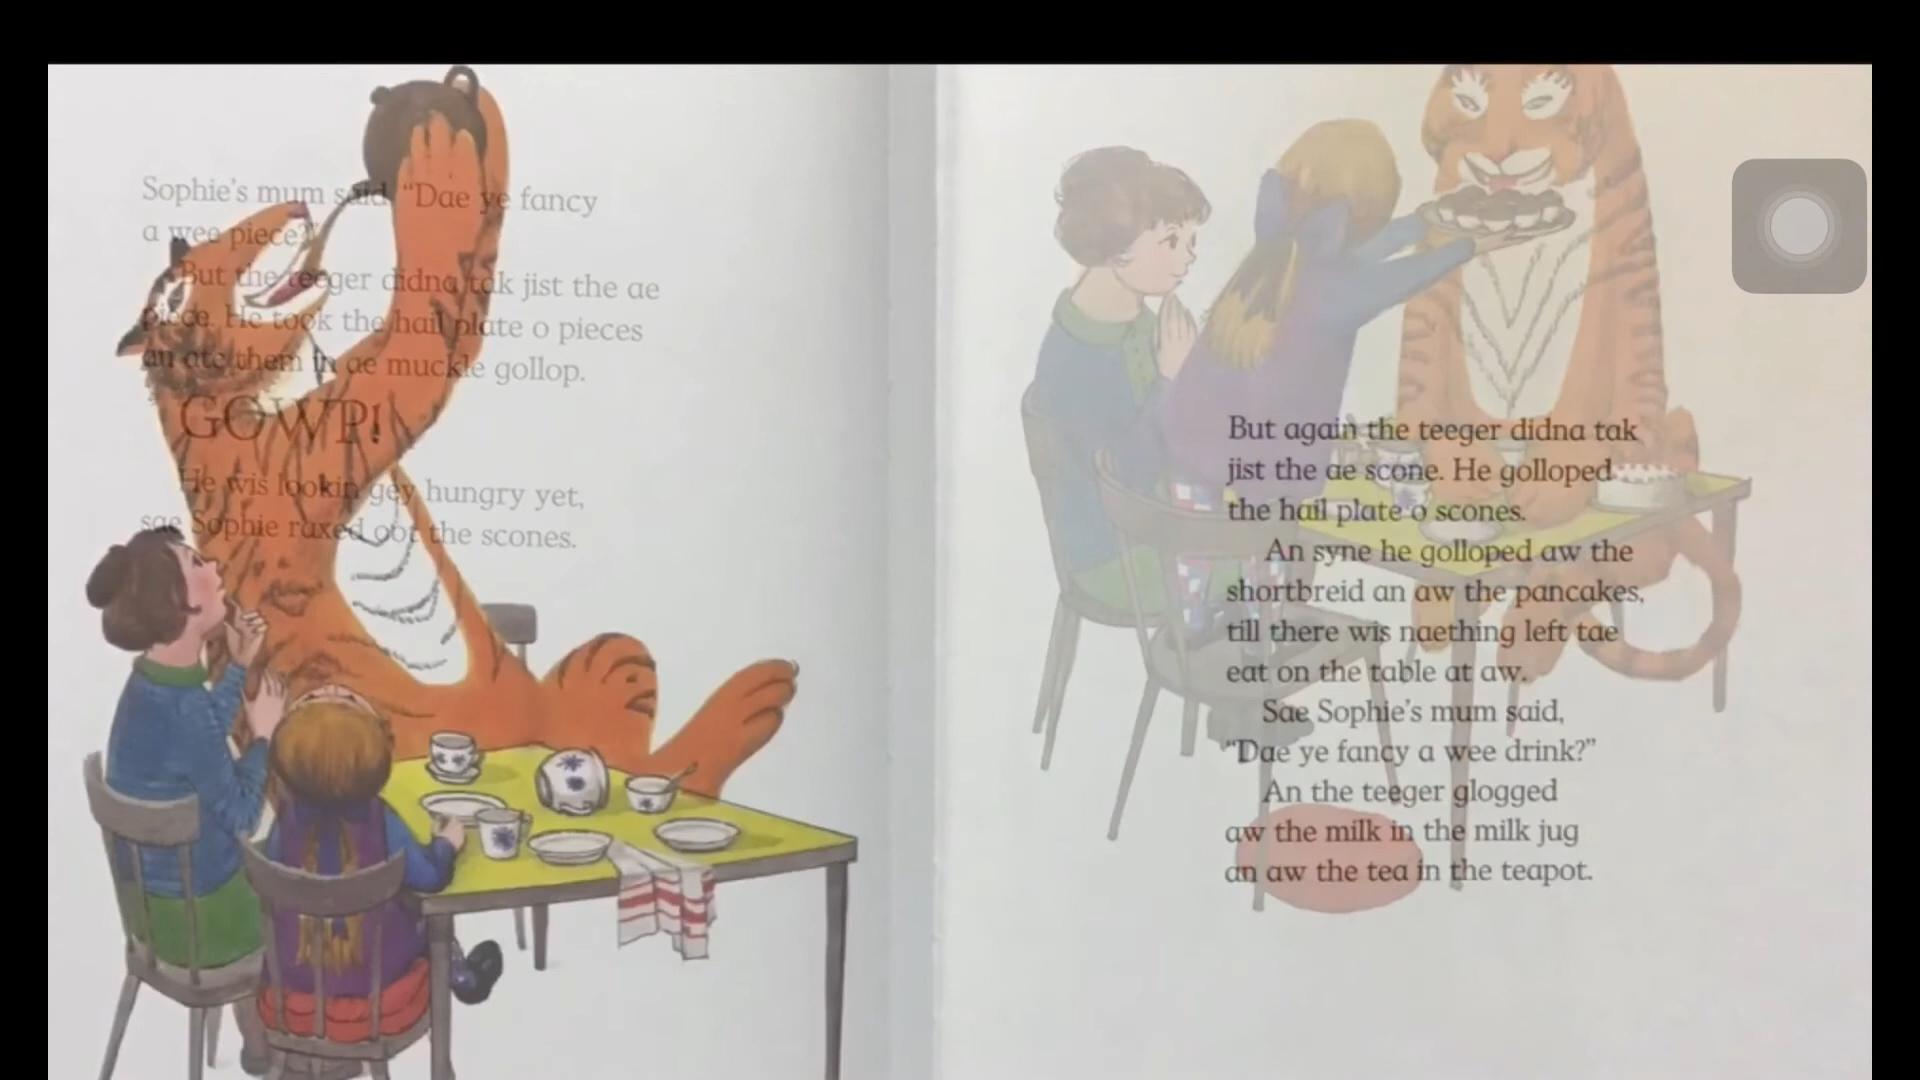 Sophie's mum said, "Dae ye fancy
a wee piece?"
But the teeger didna tak jist the ae
piece. He took the hail plate o pieces
an ate them in ae muckle gollop.
GOWP!
He wis lookin gey hungry yet,
sae Sophie raxed oot the scones.
But again the teeger didna tak
jist the ae scone. He golloped
the hail plate o scones.
An syne he golloped aw the
shortbreid an aw the pancakes,
till there wis naething left tae
eat on the table at aw.
Sae Sophie's mum said,
"Dae ye fancy a wee drink?"
An the teeger glogged
aw the milk in the milk jug
an aw the tea in the teapot.